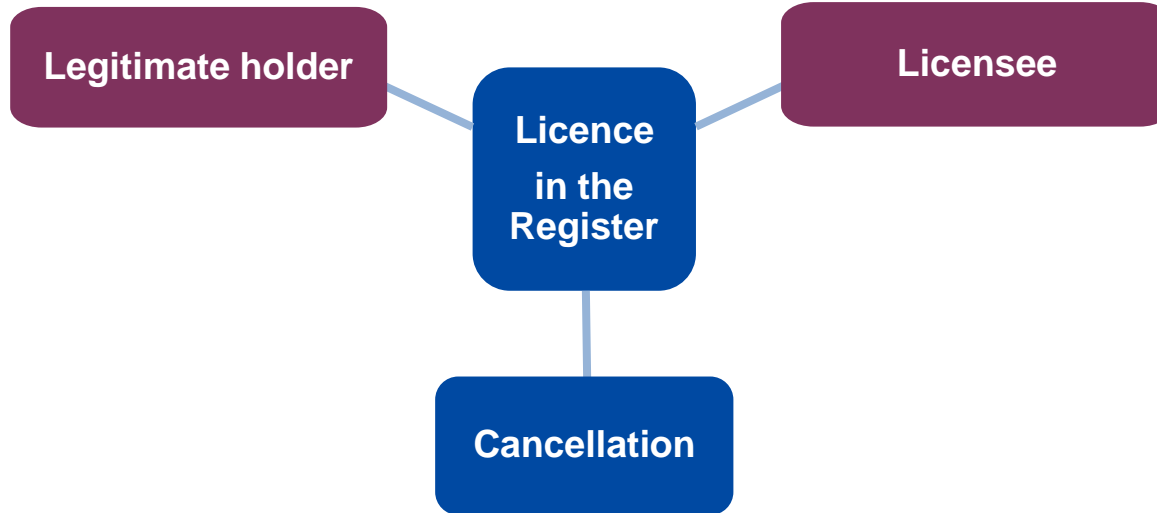 Legitimate holder
Licensee
Licence
in the
Register
Cancellation